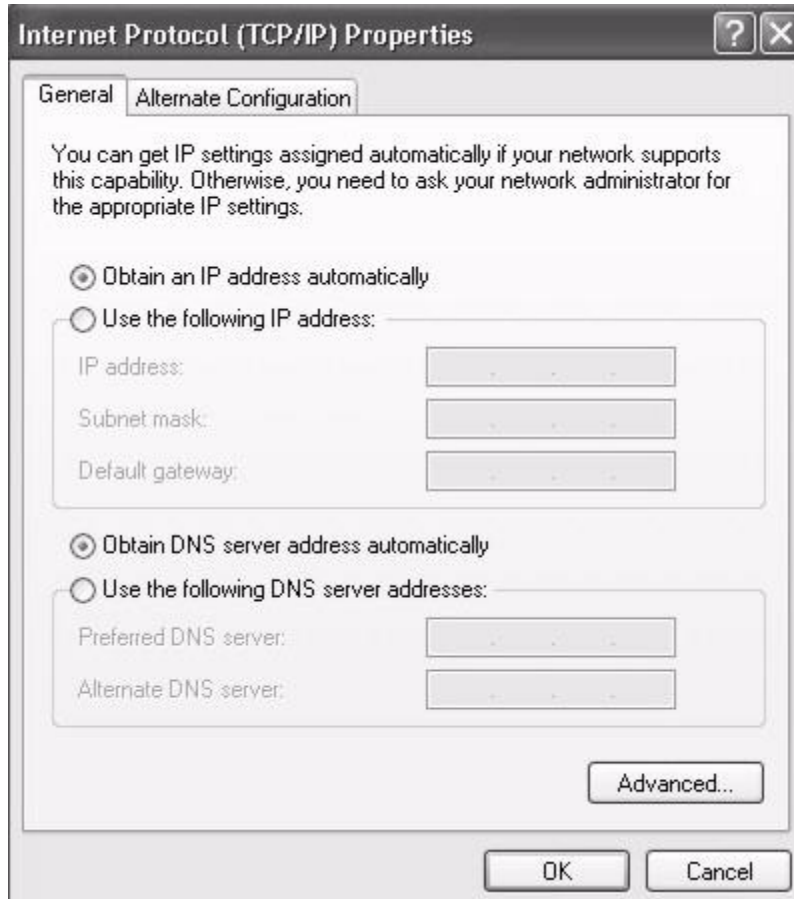 Internet Protocol (TCP/IP) Properties
General
Alternate Configuration
You can get IP settings assigned automatically if your network supports
this capability. Otherwise, you need to ask your network administrator for
the appropriate IP settings.
Obtain an IP address automatically
Use the following IP address:
IP address:
Subnet mask:
Default gateway:
Obtain DNS server address automatically
Use the following DNS server addresses:
Preferred DNS server:
Alternate DNS server:
Advanced...
OK
Cancel